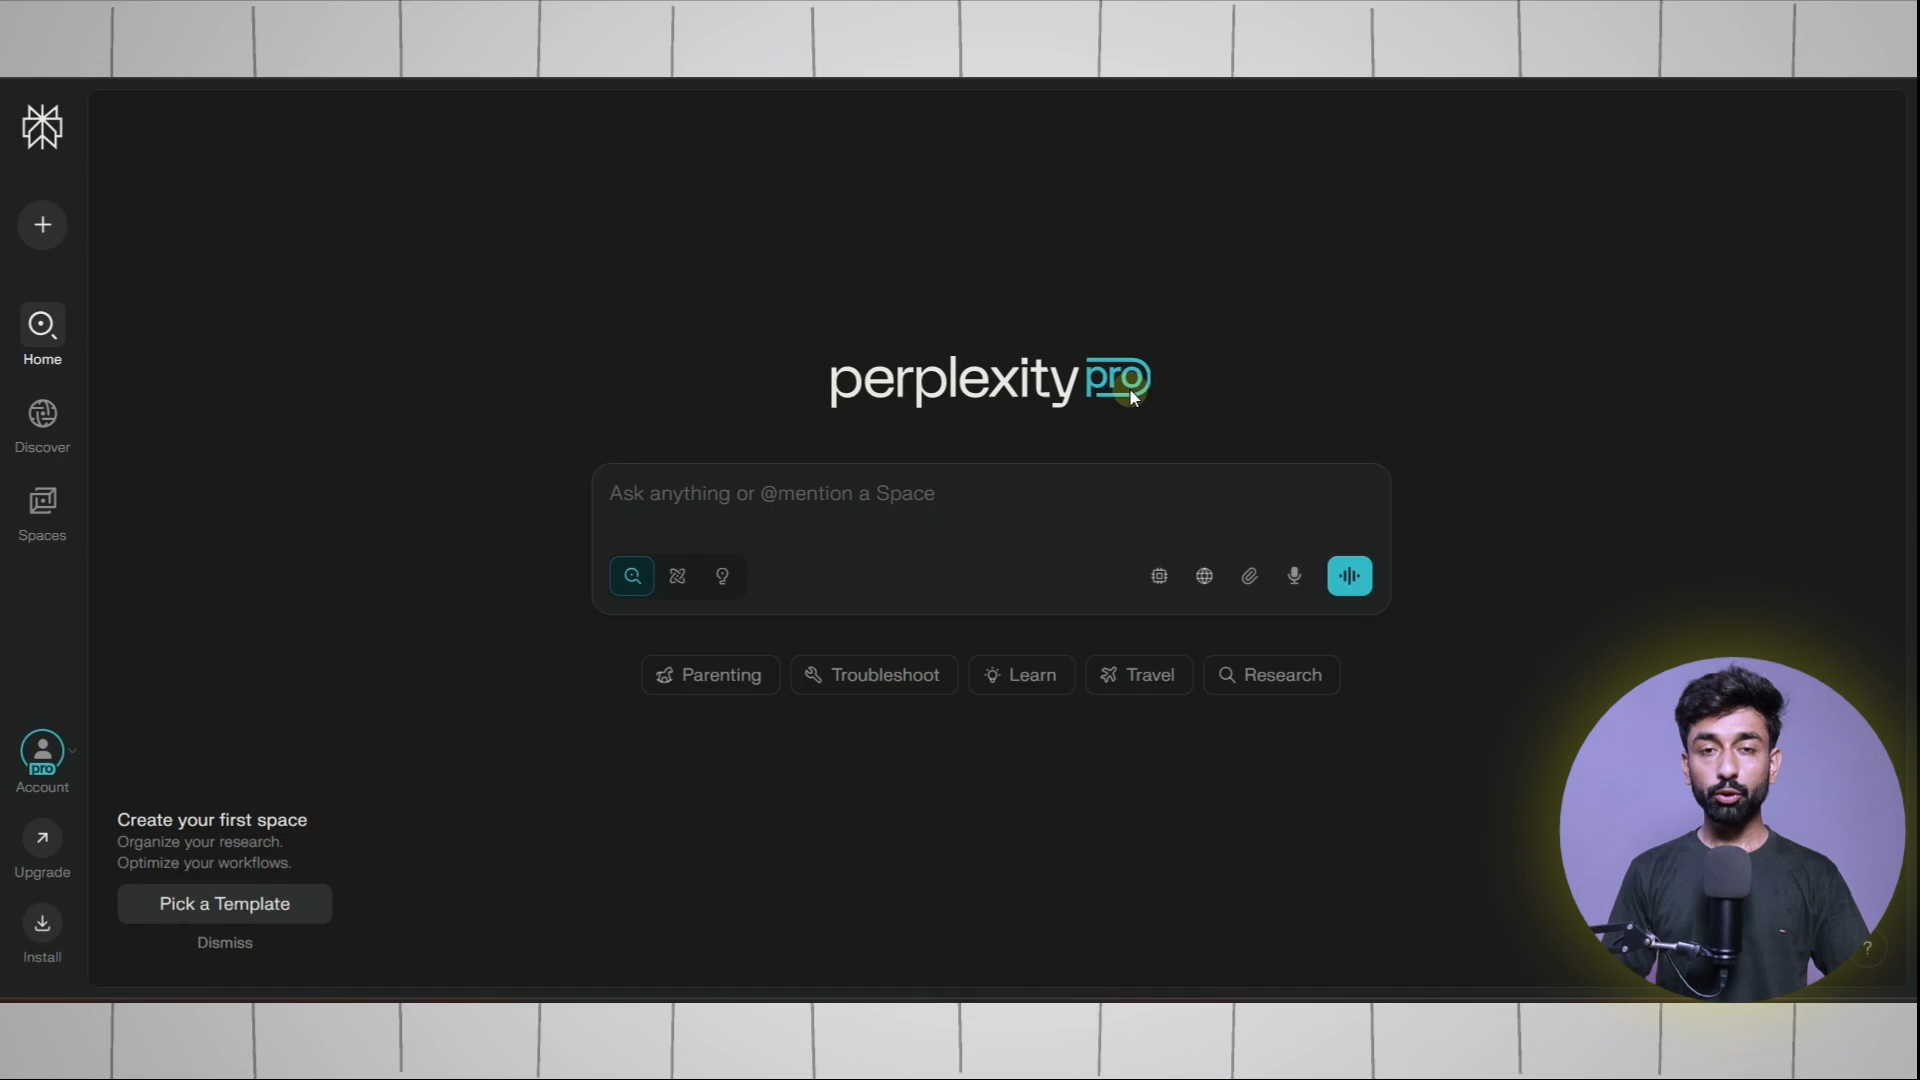 perplexity pro
Ask anything or @mention a Space
Parenting
Troubleshoot
Learn
Travel
Research
Home
Discover
Spaces
pro
Account
Upgrade
Install
Create your first space
Organize your research.
Optimize your workflows.
Pick a Template
Dismiss
?